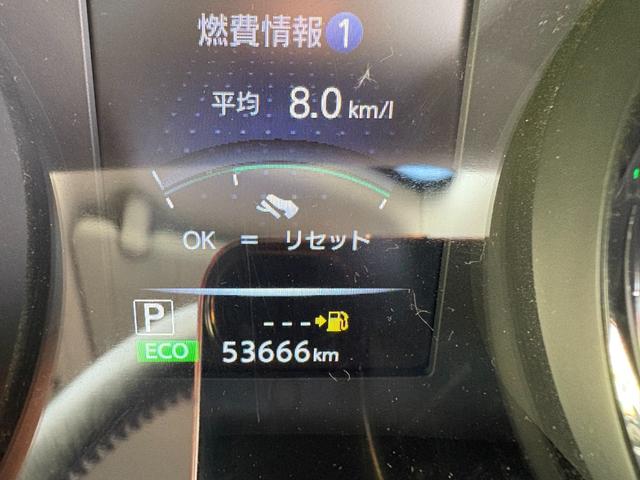 燃費情報 1
平均 8.0 km/l
OK = リセット
P
---
ECO 53666 km